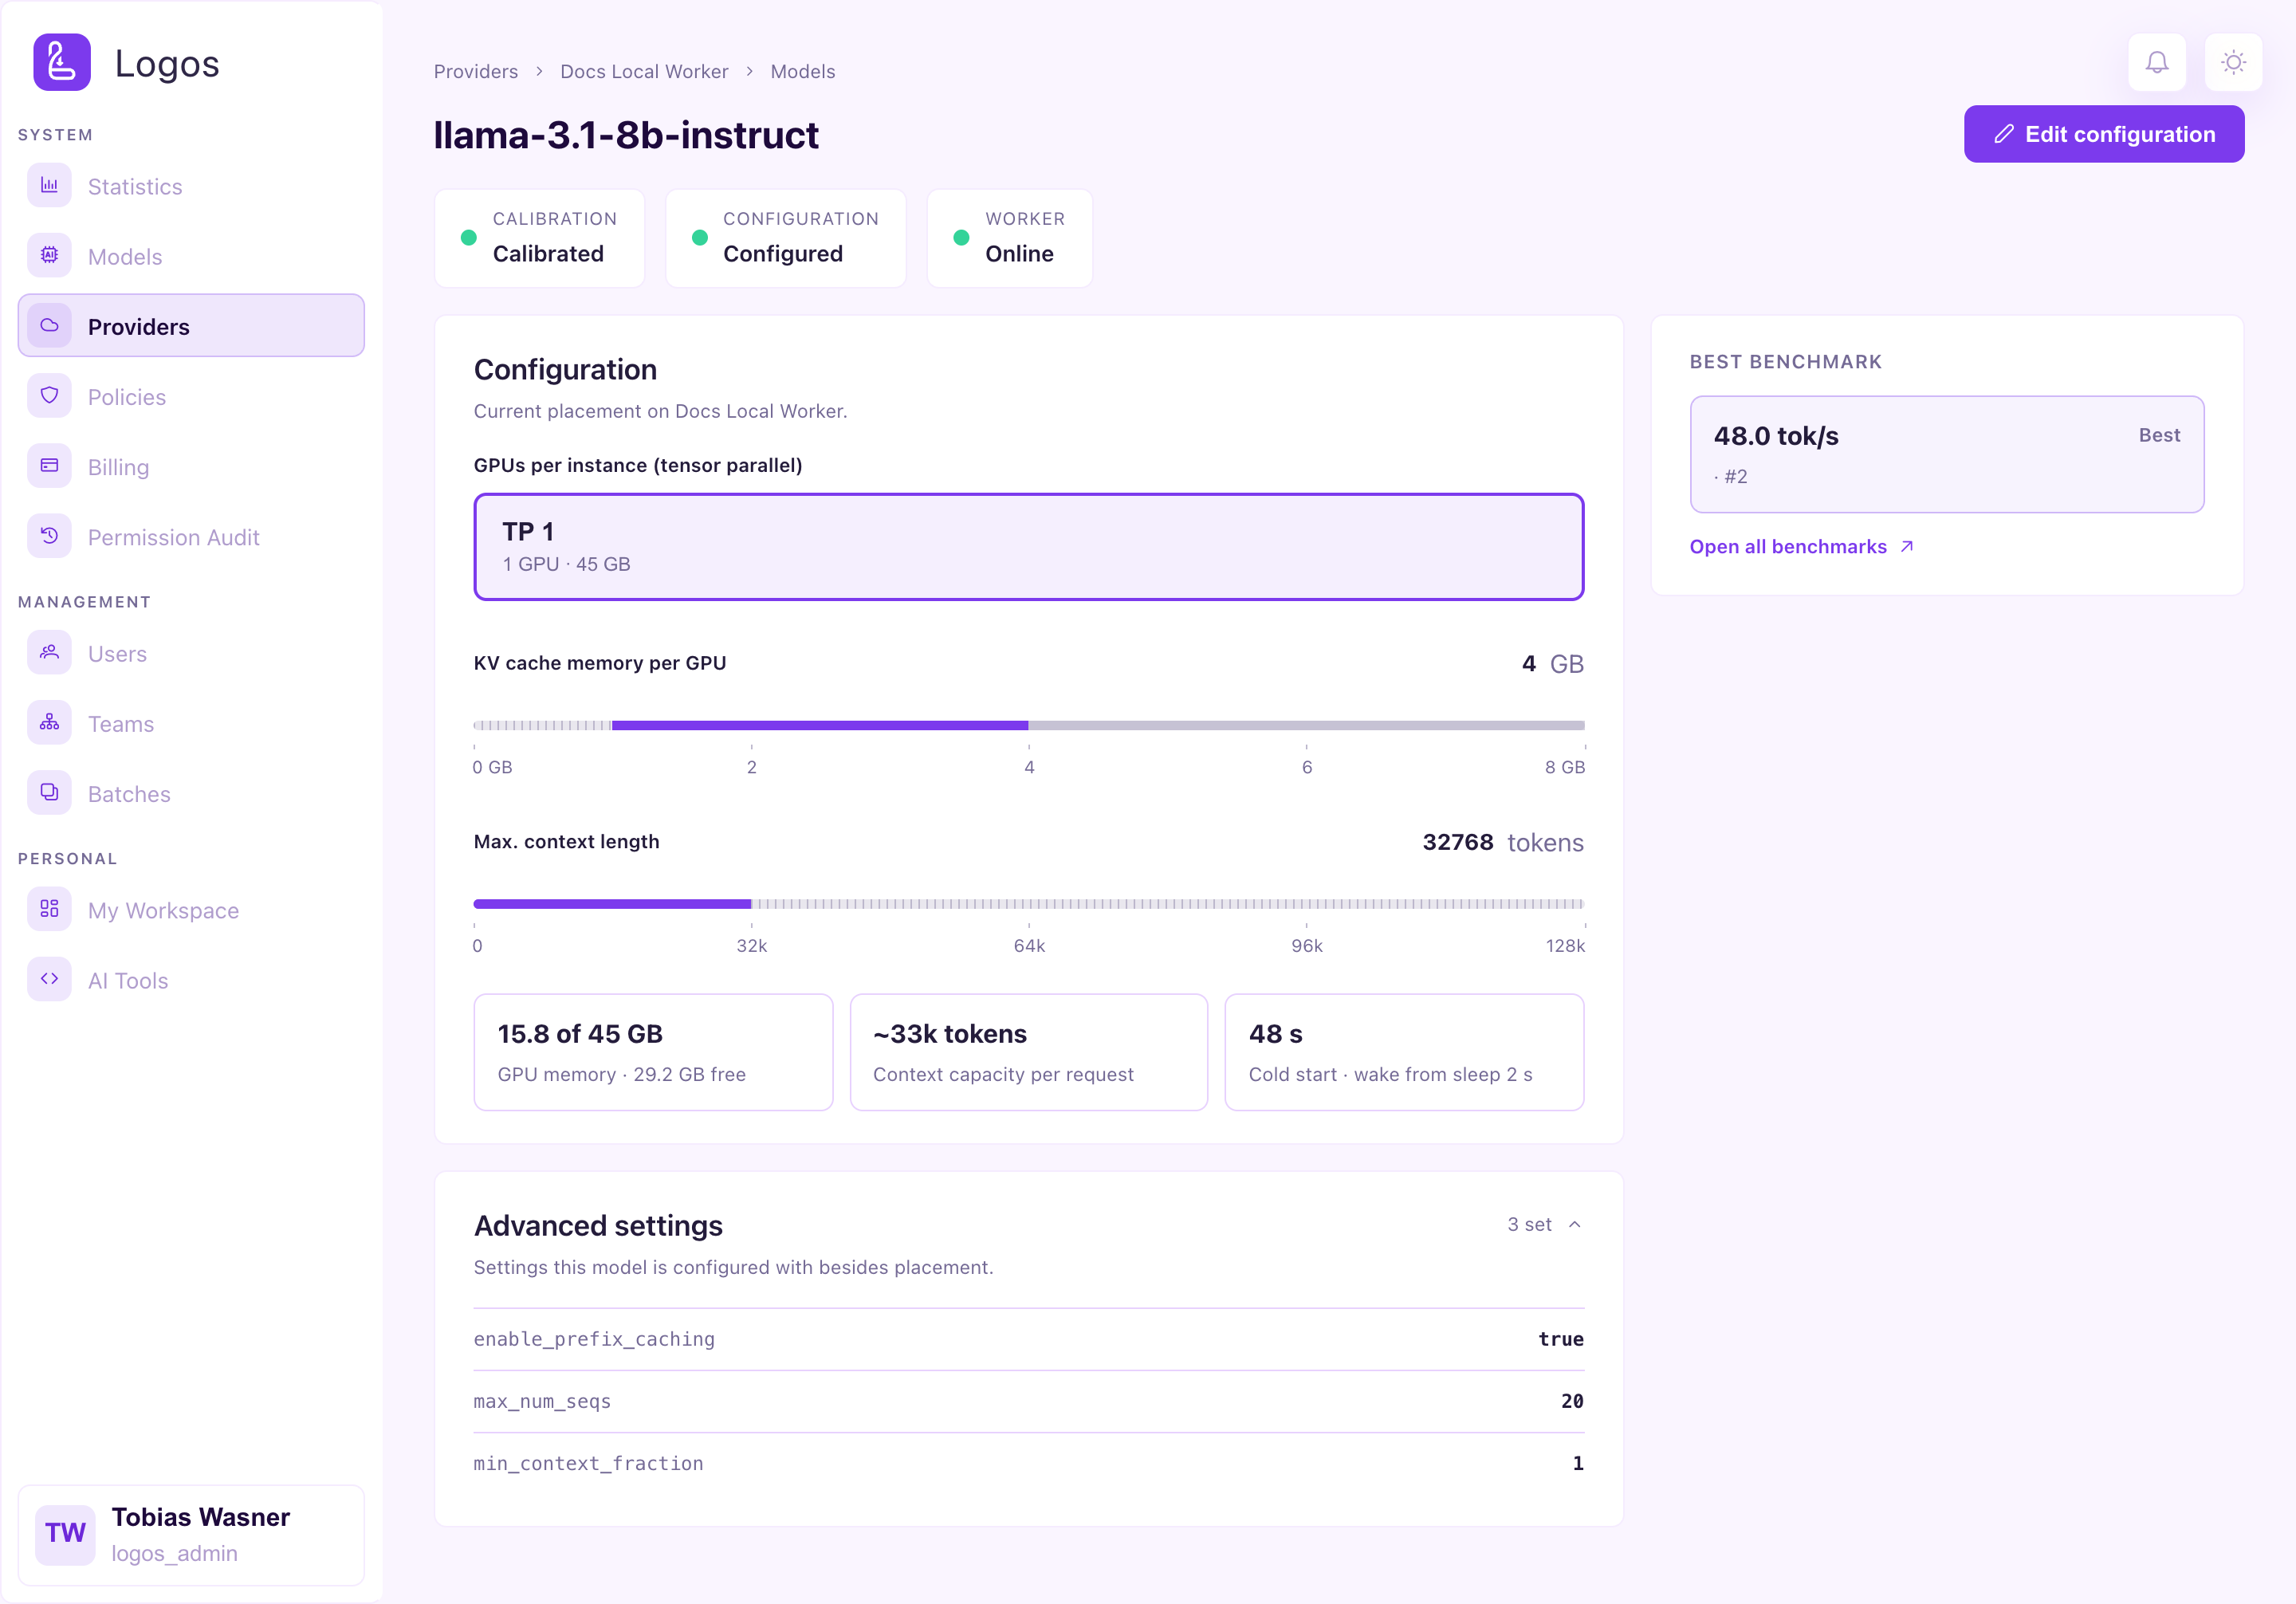 Logos
SYSTEM
Statistics
Models
Providers
Policies
Billing
Permission Audit
MANAGEMENT
Users
Teams
Batches
PERSONAL
My Workspace
AI Tools
TW
Tobias Wasner
logos_admin
Providers > Docs Local Worker > Models
llama-3.1-8b-instruct
Edit configuration
CALIBRATION
Calibrated
CONFIGURATION
Configured
WORKER
Online
Configuration
Current placement on Docs Local Worker.
GPUs per instance (tensor parallel)
TP 1
1 GPU · 45 GB
KV cache memory per GPU 4 GB
0 GB 2 4 6 8 GB
Max. context length 32768 tokens
0 32k 64k 96k 128k
15.8 of 45 GB
GPU memory · 29.2 GB free
~33k tokens
Context capacity per request
48 s
Cold start · wake from sleep 2 s
Advanced settings 3 set
Settings this model is configured with besides placement.
enable_prefix_caching true
max_num_seqs 20
min_context_fraction 1
BEST BENCHMARK
48.0 tok/s Best
· #2
Open all benchmarks